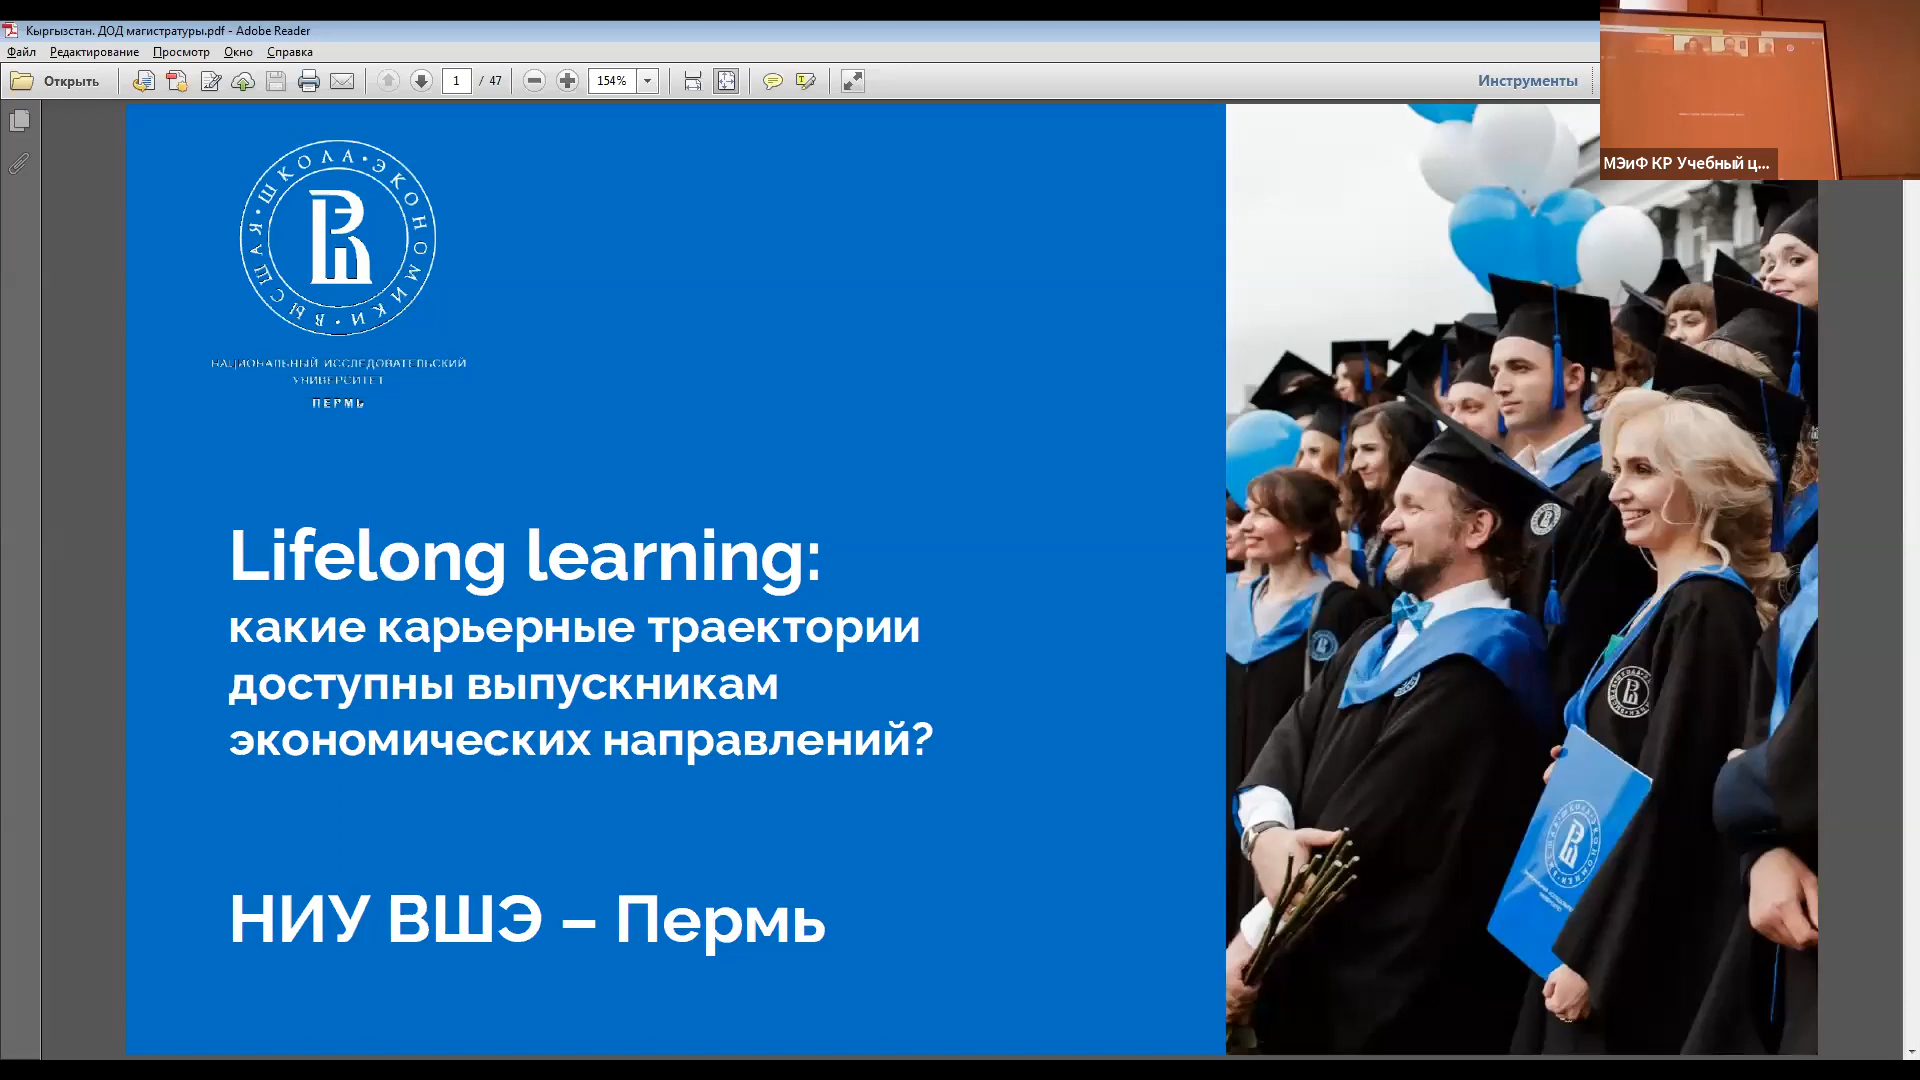 Кыргызстан. ДОД магистратуры.pdf - Adobe Reader
Файл Редактирование Просмотр Окно Справка
Открыть 1 / 47 154% Инструменты
МЭиФ КР Учебный ц...
ВЫСШАЯ • ШКОЛА • ЭКОНОМИКИ •
НАЦИОНАЛЬНЫЙ ИССЛЕДОВАТЕЛЬСКИЙ
УНИВЕРСИТЕТ
ПЕРМЬ
Lifelong learning:
какие карьерные траектории
доступны выпускникам
экономических направлений?
НИУ ВШЭ – Пермь